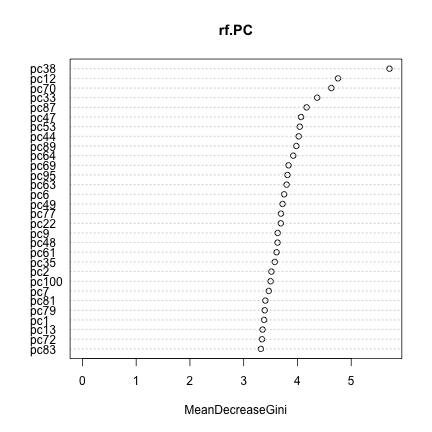 rf.PC
pc38
pc12
pc70
pc33
pc87
pc47
pc53
pc44
pc89
pc64
pc69
pc95
pc63
pc6
pc49
pc77
pc22
pc9
pc48
pc61
pc35
pc2
pc100
pc7
pc81
pc79
pc1
pc13
pc72
pc83
0 1 2 3 4 5
MeanDecreaseGini